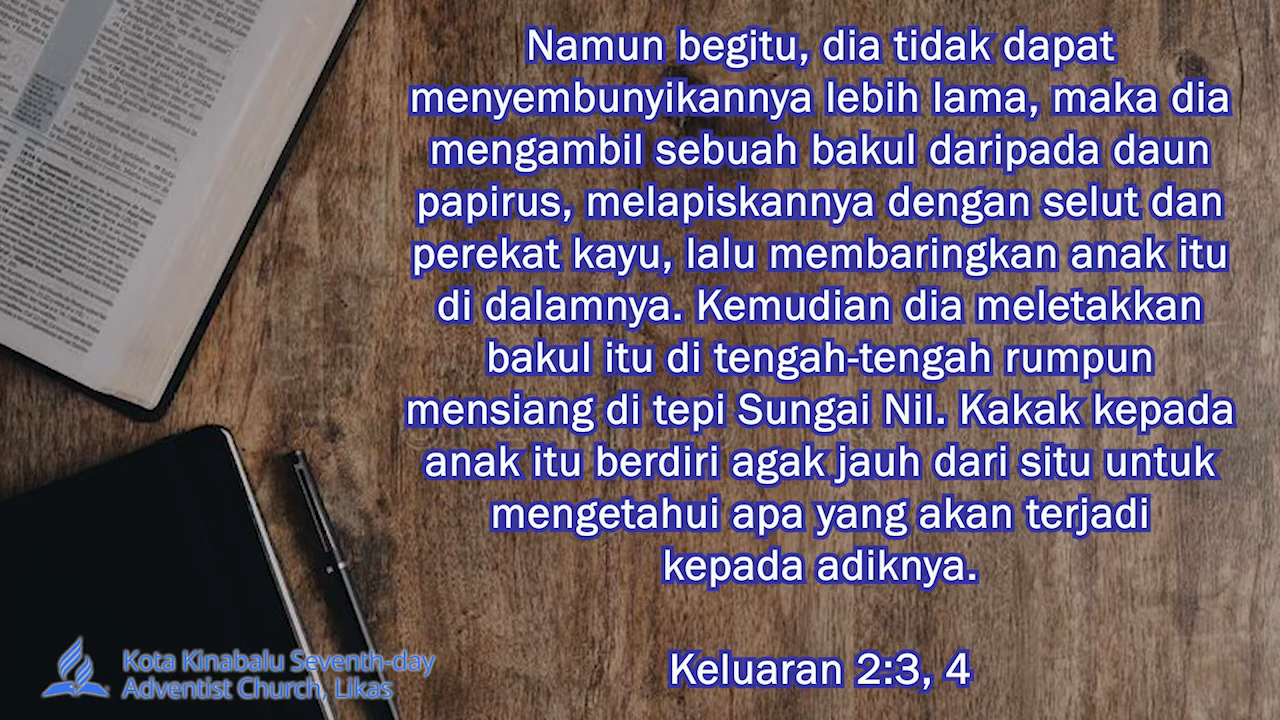 Namun begitu, dia tidak dapat
menyembunyikannya lebih lama, maka dia
mengambil sebuah bakul daripada daun
papirus, melapiskannya dengan selut dan
perekat kayu, lalu membaringkan anak itu
di dalamnya. Kemudian dia meletakkan
bakul itu di tengah-tengah rumpun
mensiang di tepi Sungai Nil. Kakak kepada
anak itu berdiri agak jauh dari situ untuk
mengetahui apa yang akan terjadi
kepada adiknya.
Keluaran 2:3, 4
Kota Kinabalu Seventh-day
Adventist Church, Likas